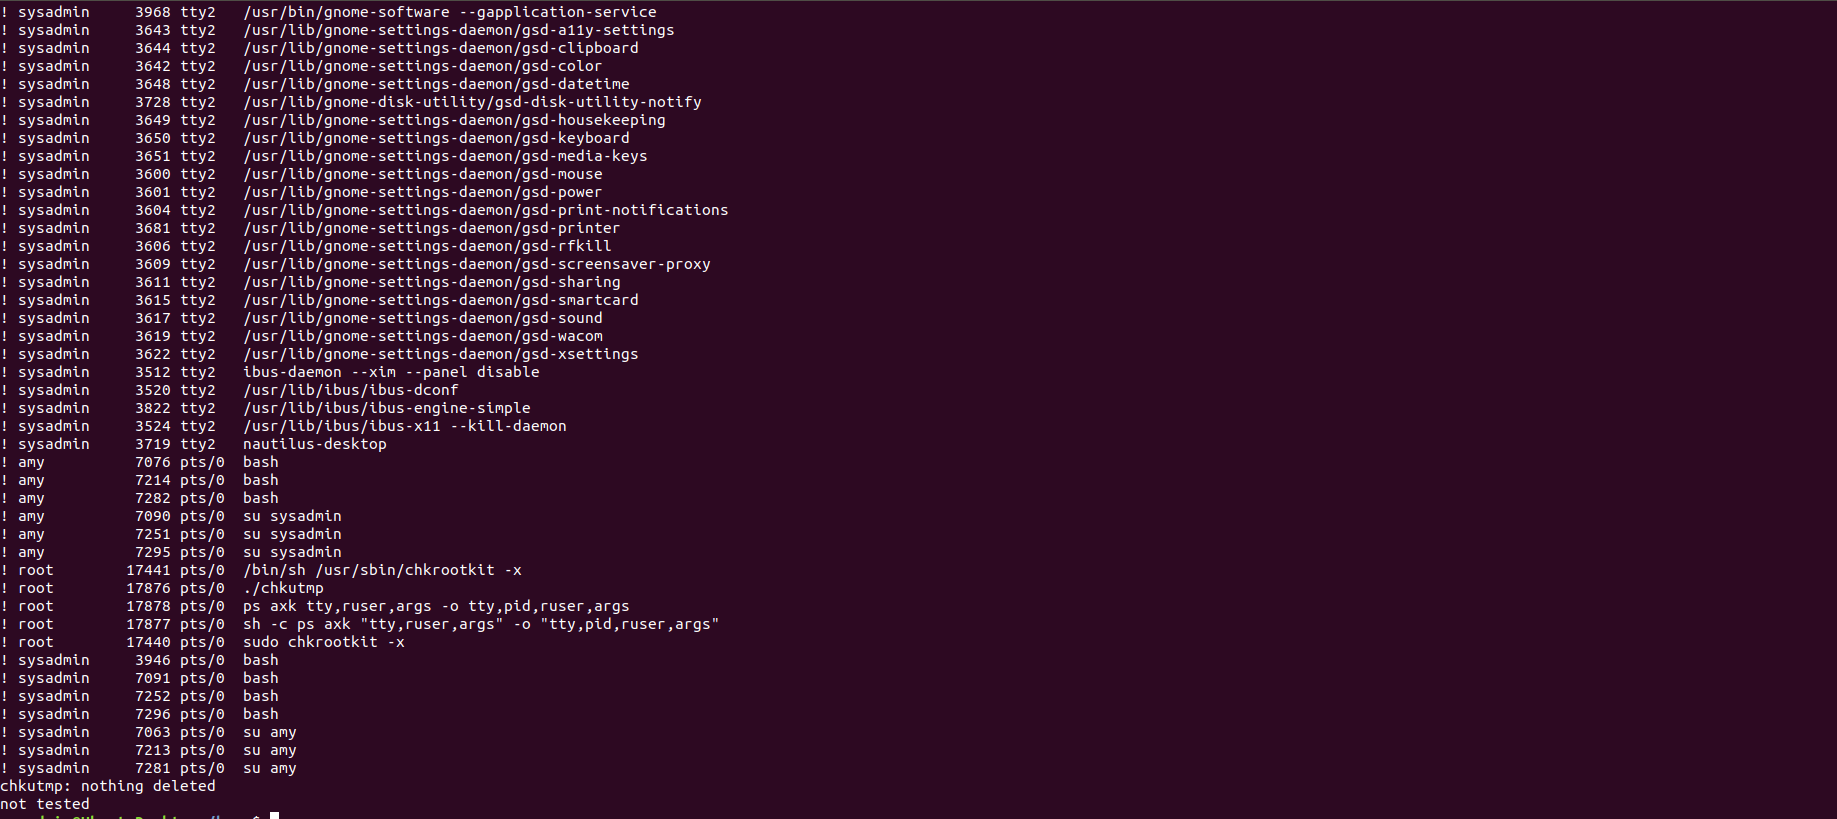 ! sysadmin     3968 tty2   /usr/bin/gnome-software --gapplication-service
! sysadmin     3643 tty2   /usr/lib/gnome-settings-daemon/gsd-a11y-settings
! sysadmin     3644 tty2   /usr/lib/gnome-settings-daemon/gsd-clipboard
! sysadmin     3642 tty2   /usr/lib/gnome-settings-daemon/gsd-color
! sysadmin     3648 tty2   /usr/lib/gnome-settings-daemon/gsd-datetime
! sysadmin     3728 tty2   /usr/lib/gnome-disk-utility/gsd-disk-utility-notify
! sysadmin     3649 tty2   /usr/lib/gnome-settings-daemon/gsd-housekeeping
! sysadmin     3650 tty2   /usr/lib/gnome-settings-daemon/gsd-keyboard
! sysadmin     3651 tty2   /usr/lib/gnome-settings-daemon/gsd-media-keys
! sysadmin     3600 tty2   /usr/lib/gnome-settings-daemon/gsd-mouse
! sysadmin     3601 tty2   /usr/lib/gnome-settings-daemon/gsd-power
! sysadmin     3604 tty2   /usr/lib/gnome-settings-daemon/gsd-print-notifications
! sysadmin     3681 tty2   /usr/lib/gnome-settings-daemon/gsd-printer
! sysadmin     3606 tty2   /usr/lib/gnome-settings-daemon/gsd-rfkill
! sysadmin     3609 tty2   /usr/lib/gnome-settings-daemon/gsd-screensaver-proxy
! sysadmin     3611 tty2   /usr/lib/gnome-settings-daemon/gsd-sharing
! sysadmin     3615 tty2   /usr/lib/gnome-settings-daemon/gsd-smartcard
! sysadmin     3617 tty2   /usr/lib/gnome-settings-daemon/gsd-sound
! sysadmin     3619 tty2   /usr/lib/gnome-settings-daemon/gsd-wacom
! sysadmin     3622 tty2   /usr/lib/gnome-settings-daemon/gsd-xsettings
! sysadmin     3512 tty2   ibus-daemon --xim --panel disable
! sysadmin     3520 tty2   /usr/lib/ibus/ibus-dconf
! sysadmin     3822 tty2   /usr/lib/ibus/ibus-engine-simple
! sysadmin     3524 tty2   /usr/lib/ibus/ibus-x11 --kill-daemon
! sysadmin     3719 tty2   nautilus-desktop
! amy          7076 pts/0  bash
! amy          7214 pts/0  bash
! amy          7282 pts/0  bash
! amy          7090 pts/0  su sysadmin
! amy          7251 pts/0  su sysadmin
! amy          7295 pts/0  su sysadmin
! root        17441 pts/0  /bin/sh /usr/sbin/chkrootkit -x
! root        17876 pts/0  ./chkutmp
! root        17878 pts/0  ps axk tty,ruser,args -o tty,pid,ruser,args
! root        17877 pts/0  sh -c ps axk "tty,ruser,args" -o "tty,pid,ruser,args"
! root        17440 pts/0  sudo chkrootkit -x
! sysadmin     3946 pts/0  bash
! sysadmin     7091 pts/0  bash
! sysadmin     7252 pts/0  bash
! sysadmin     7296 pts/0  bash
! sysadmin     7063 pts/0  su amy
! sysadmin     7213 pts/0  su amy
! sysadmin     7281 pts/0  su amy
chkutmp: nothing deleted
not tested